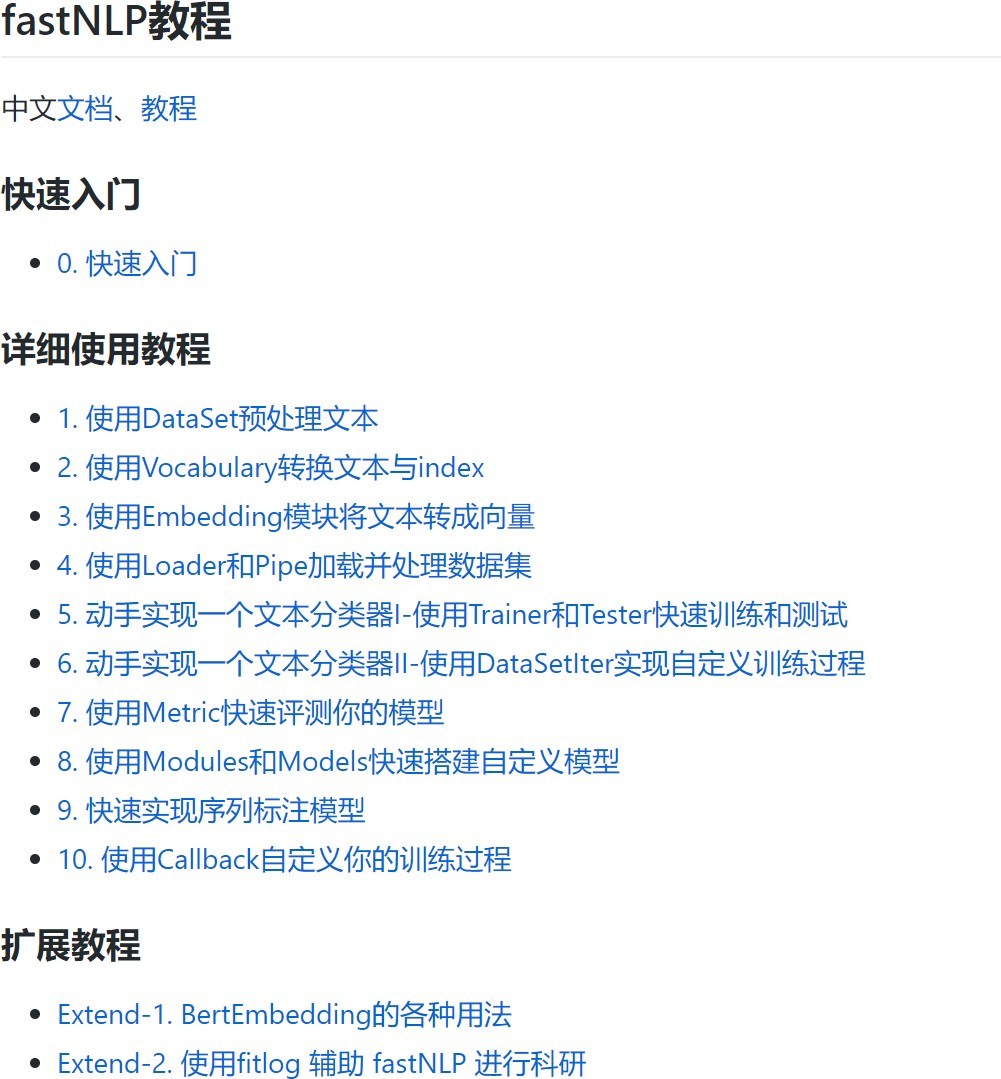 fastNLP教程
中文文档、教程
快速入门
0. 快速入门
详细使用教程
1. 使用DataSet预处理文本
2. 使用Vocabulary转换文本与index
3. 使用Embedding模块将文本转成向量
4. 使用Loader和Pipe加载并处理数据集
5. 动手实现一个文本分类器I-使用Trainer和Tester快速训练和测试
6. 动手实现一个文本分类器II-使用DataSetIter实现自定义训练过程
7. 使用Metric快速评测你的模型
8. 使用Modules和Models快速搭建自定义模型
9. 快速实现序列标注模型
10. 使用Callback自定义你的训练过程
扩展教程
Extend-1. BertEmbedding的各种用法
Extend-2. 使用fitlog 辅助 fastNLP 进行科研